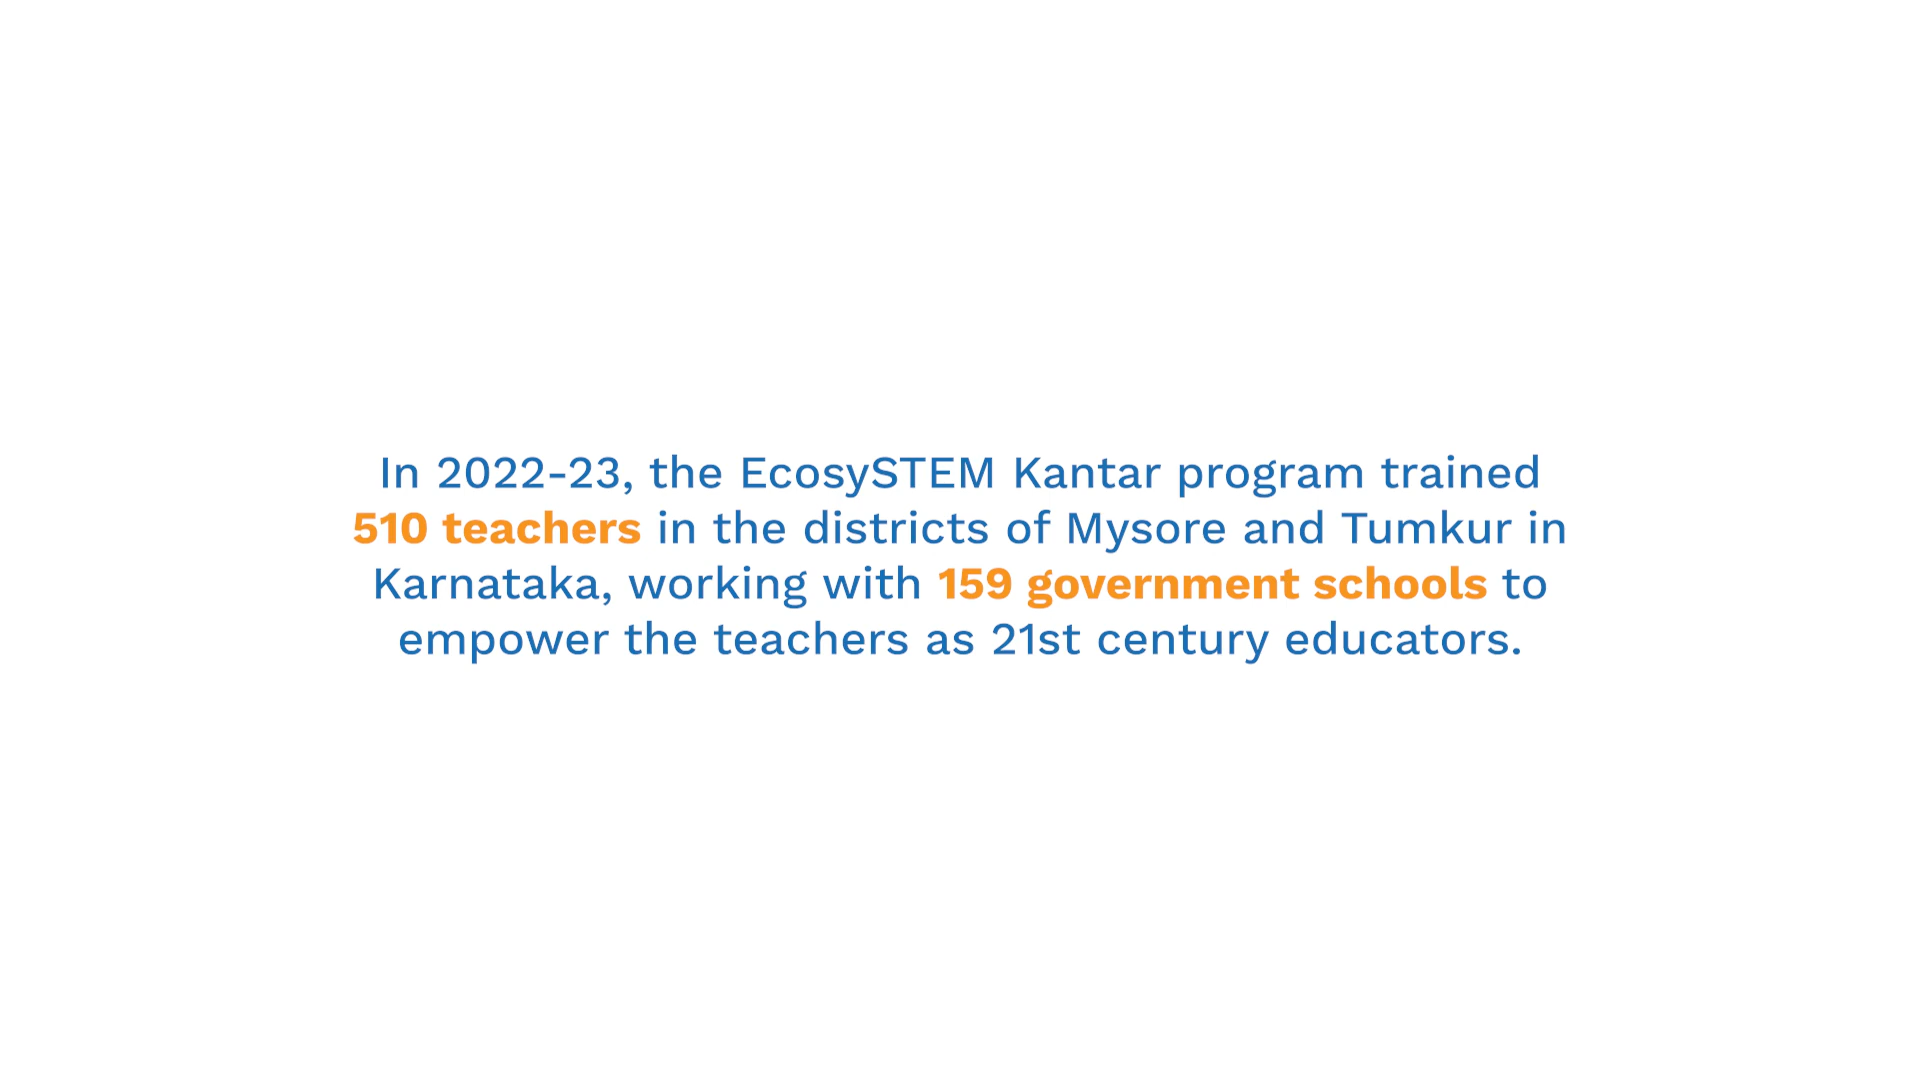 In 2022-23, the EcosySTEM Kantar program trained
510 teachers in the districts of Mysore and Tumkur in
Karnataka, working with 159 government schools to
empower the teachers as 21st century educators.